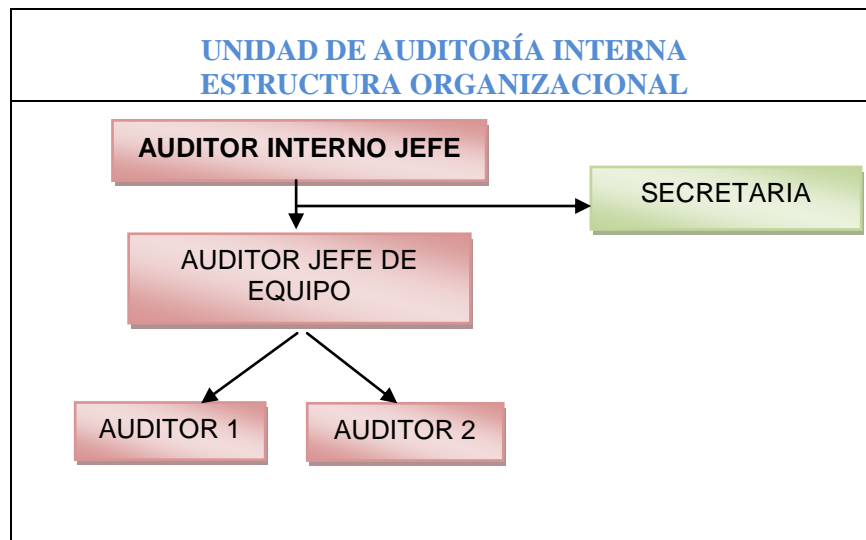 UNIDAD DE AUDITORÍA INTERNA
ESTRUCTURA ORGANIZACIONAL
AUDITOR INTERNO JEFE
SECRETARIA
AUDITOR JEFE DE
EQUIPO
AUDITOR 1
AUDITOR 2